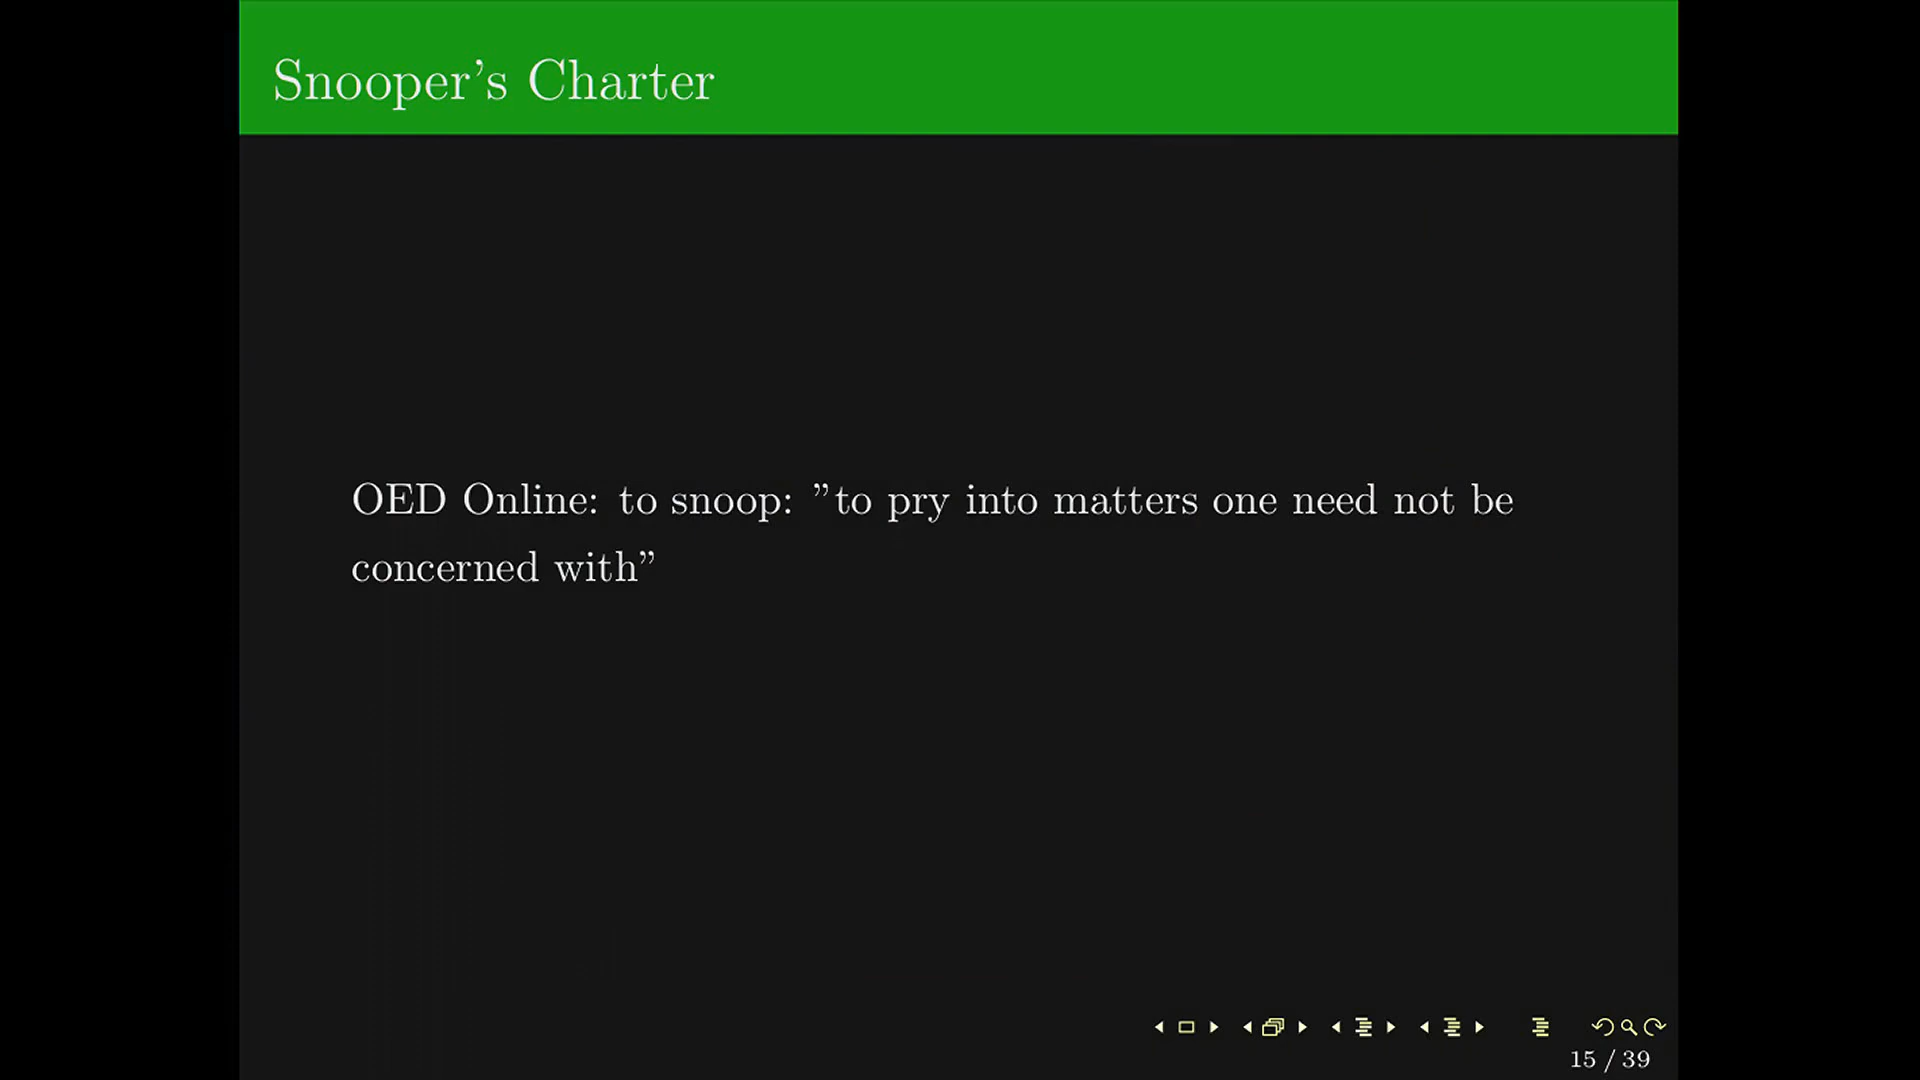 Snooper’s Charter
OED Online: to snoop: ”to pry into matters one need not be
concerned with”
15 / 39